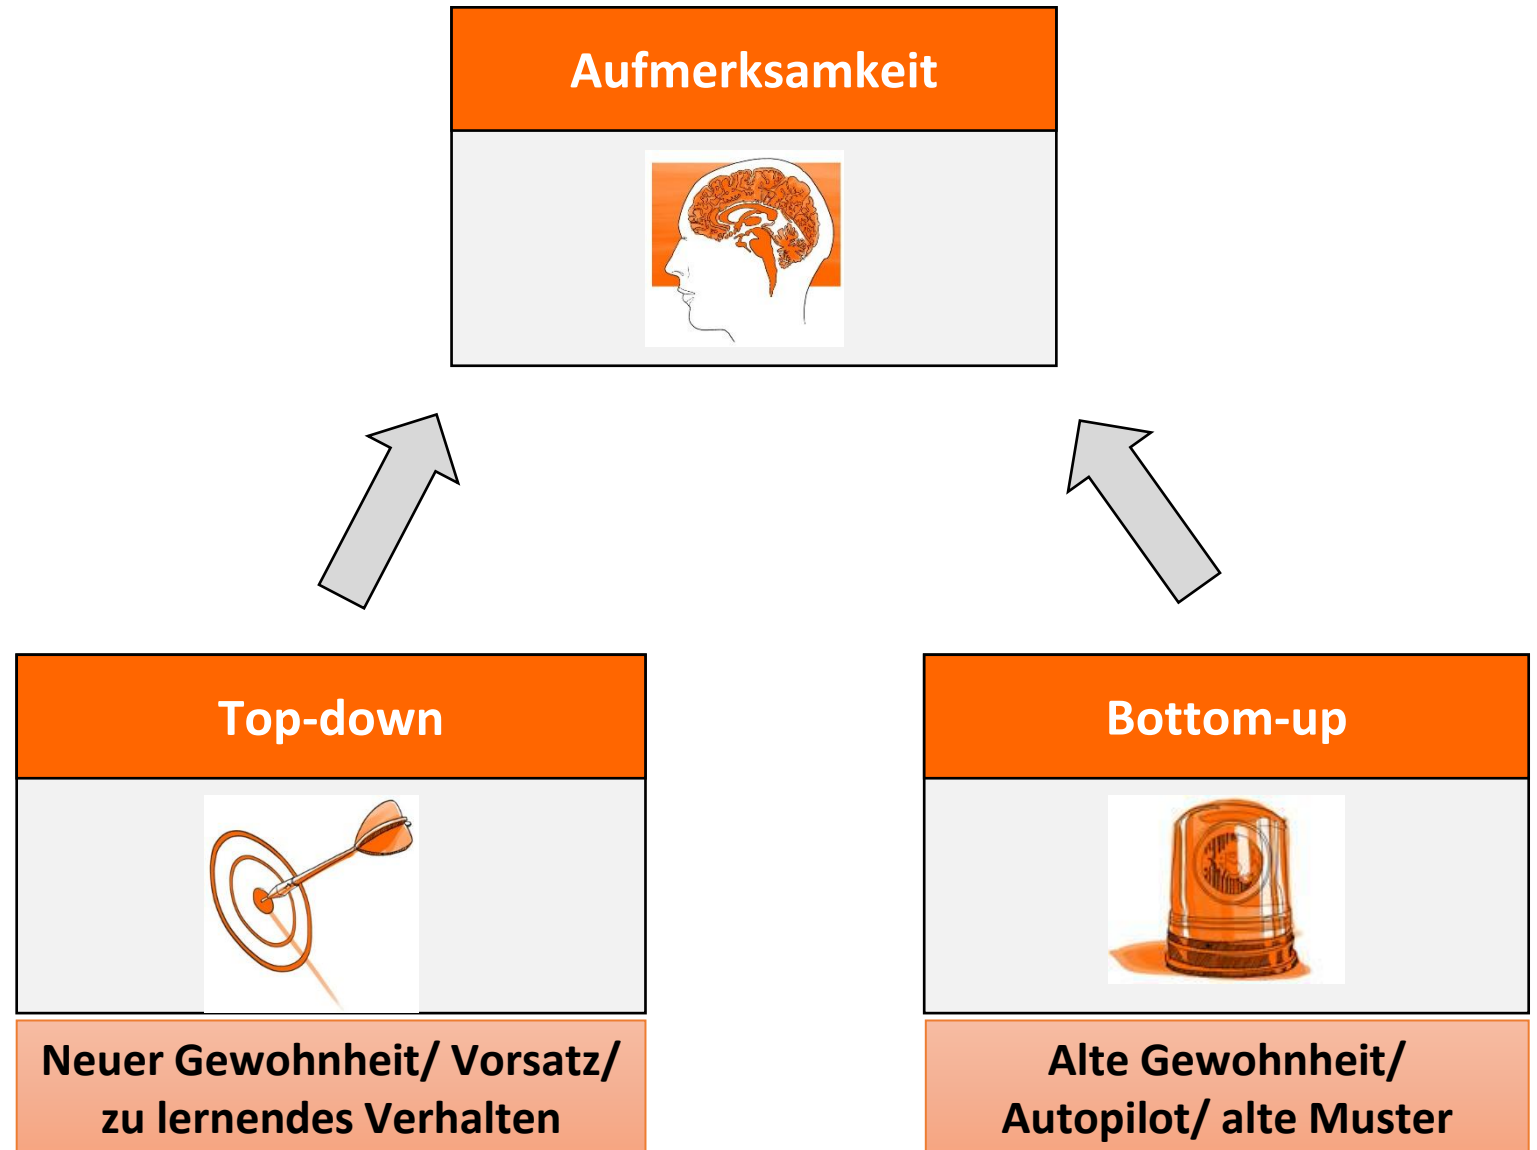 Aufmerksamkeit
Top-down
Neuer Gewohnheit/ Vorsatz/
zu lernendes Verhalten
Bottom-up
Alte Gewohnheit/
Autopilot/ alte Muster